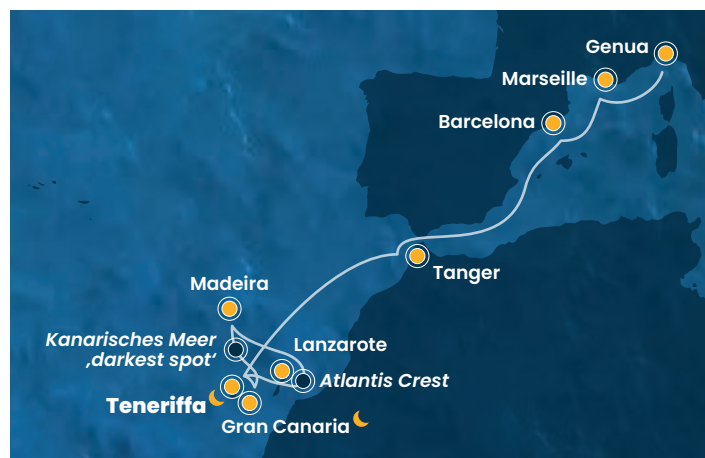 Genua
Marseille
Barcelona
Tanger
Madeira
Kanarisches Meer
‚darkest spot‘
Lanzarote
Atlantis Crest
Teneriffa
Gran Canaria